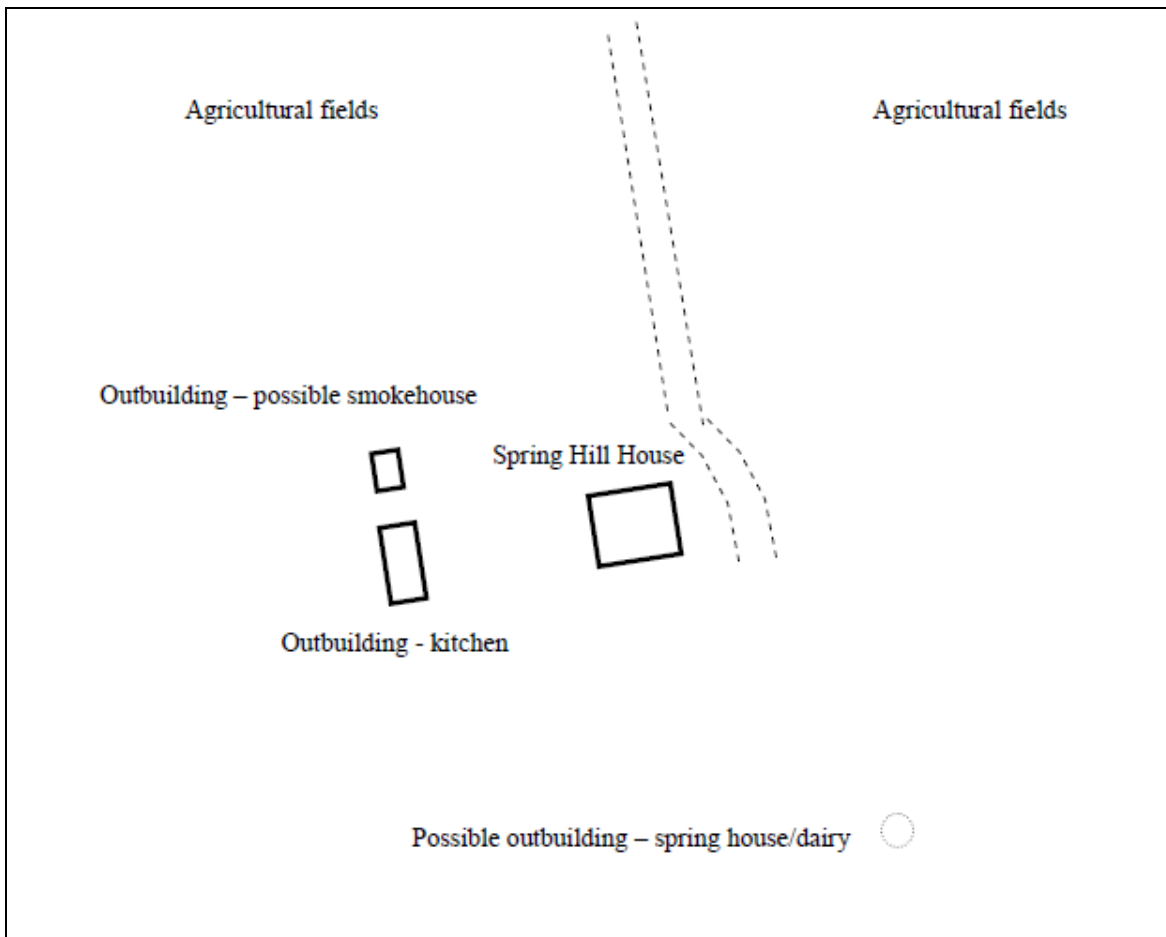 Agricultural fields
Agricultural fields
Outbuilding – possible smokehouse
Spring Hill House
Outbuilding - kitchen
Possible outbuilding – spring house/dairy